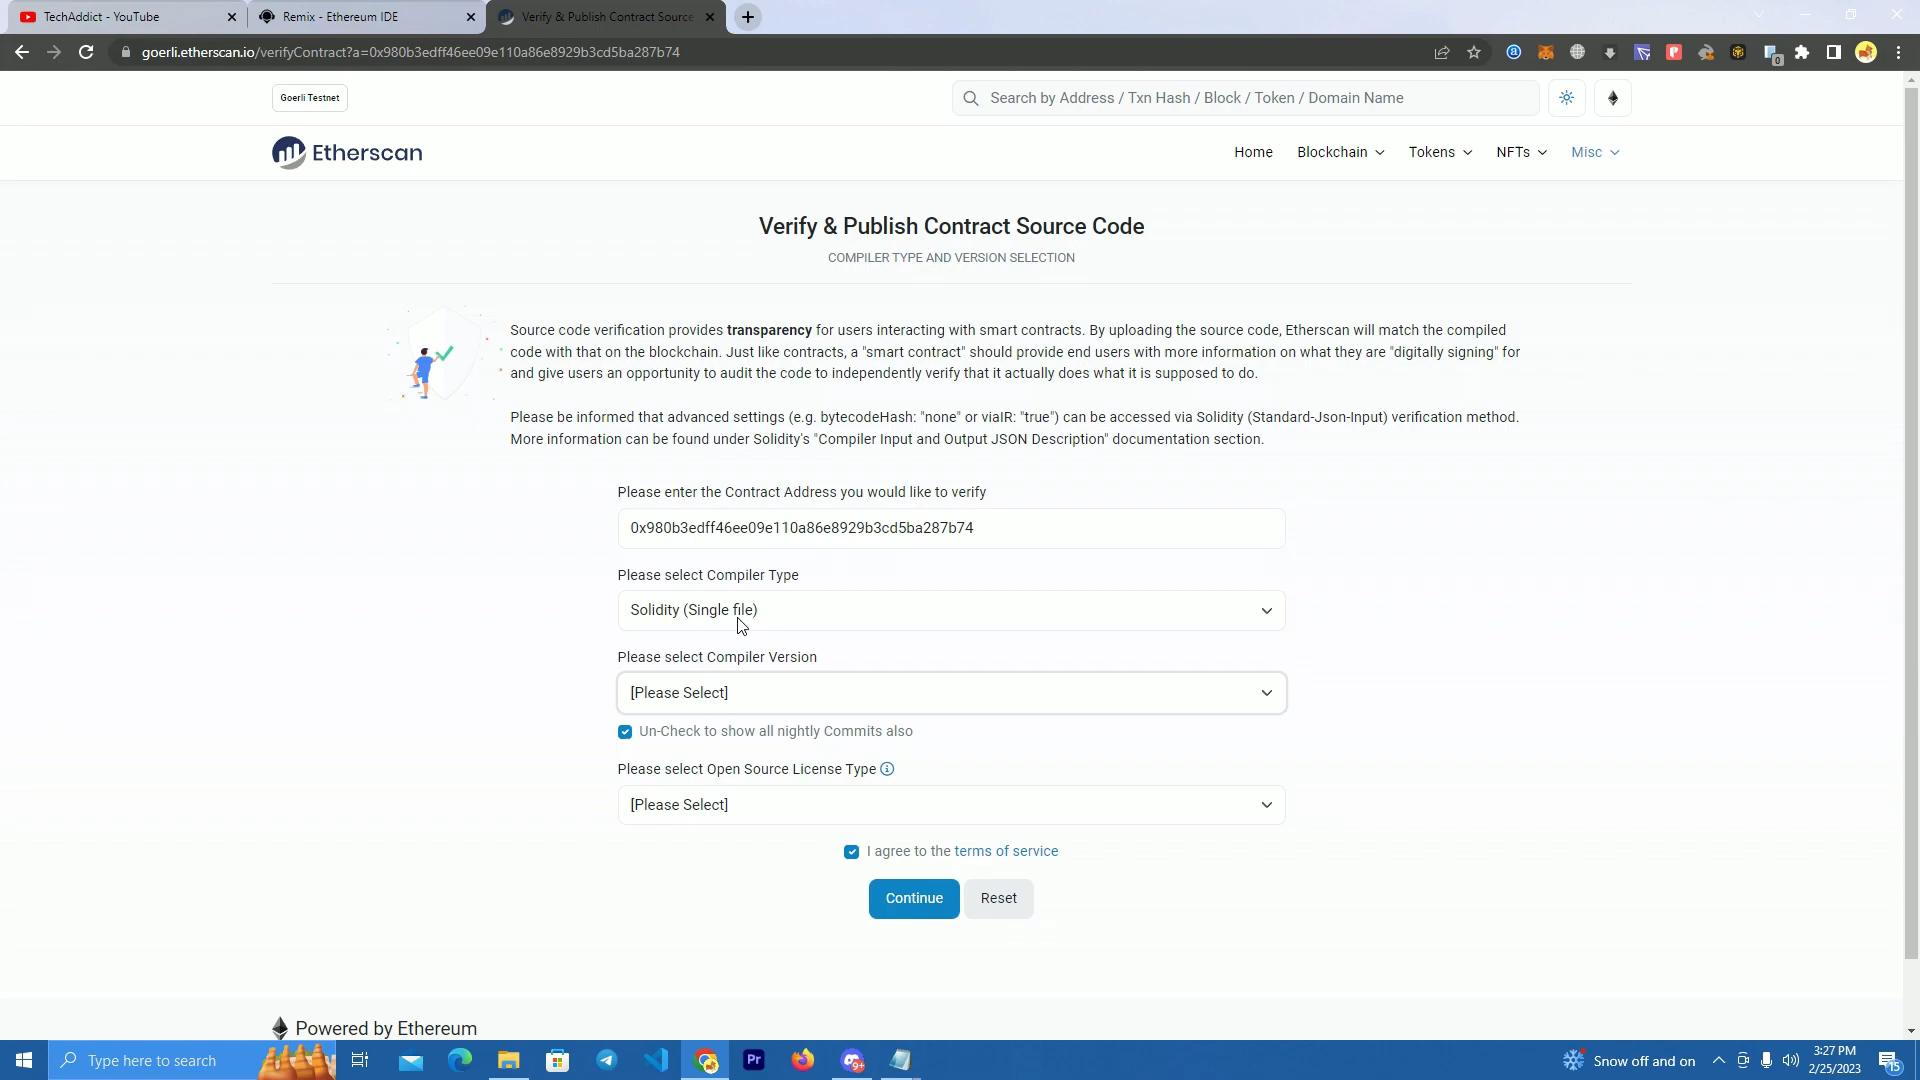 TechAddict - YouTube
Remix - Ethereum IDE
Verify & Publish Contract Source
goerli.etherscan.io/verifyContract?a=0x980b3edff46ee09e110a86e8929b3cd5ba287b74
0
Goerli Testnet
Search by Address / Txn Hash / Block / Token / Domain Name
Etherscan
Home
Blockchain
Tokens
NFTs
Misc
Verify & Publish Contract Source Code
COMPILER TYPE AND VERSION SELECTION
Source code verification provides transparency for users interacting with smart contracts. By uploading the source code, Etherscan will match the compiled
code with that on the blockchain. Just like contracts, a "smart contract" should provide end users with more information on what they are "digitally signing" for
and give users an opportunity to audit the code to independently verify that it actually does what it is supposed to do.
Please be informed that advanced settings (e.g. bytecodeHash: "none" or viaIR: "true") can be accessed via Solidity (Standard-Json-Input) verification method.
More information can be found under Solidity's "Compiler Input and Output JSON Description" documentation section.
Please enter the Contract Address you would like to verify
0x980b3edff46ee09e110a86e8929b3cd5ba287b74
Please select Compiler Type
Solidity (Single file)
Please select Compiler Version
[Please Select]
Un-Check to show all nightly Commits also
Please select Open Source License Type
[Please Select]
I agree to the terms of service
Continue
Reset
Powered by Ethereum
Type here to search
Pr
9+
Snow off and on
3:27 PM
2/25/2023
15